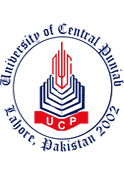 University of Central Punjab
UCP
Lahore, Pakistan 2002